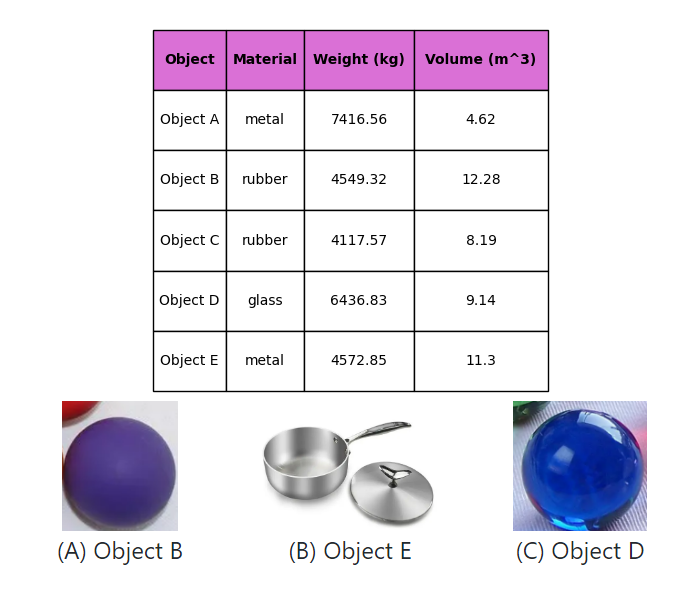 Object Material Weight (kg) Volume (m^3)
Object A metal 7416.56 4.62
Object B rubber 4549.32 12.28
Object C rubber 4117.57 8.19
Object D glass 6436.83 9.14
Object E metal 4572.85 11.3
(A) Object B (B) Object E (C) Object D